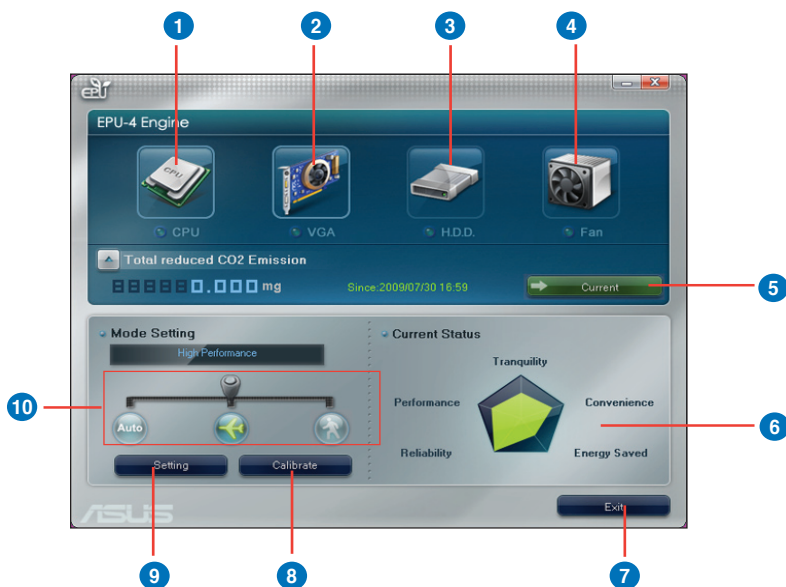 1 2 3 4
EPU
EPU-4 Engine
CPU
CPU VGA H.D.D. Fan
Total reduced CO2 Emission
0.000 mg Since:2009/07/30 16:59 Current 5
Mode Setting
High Performance
Current Status
Tranquility
Performance Convenience
Reliability Energy Saved
10 Auto 6
Setting Calibrate
ASUS Exit
9 8 7